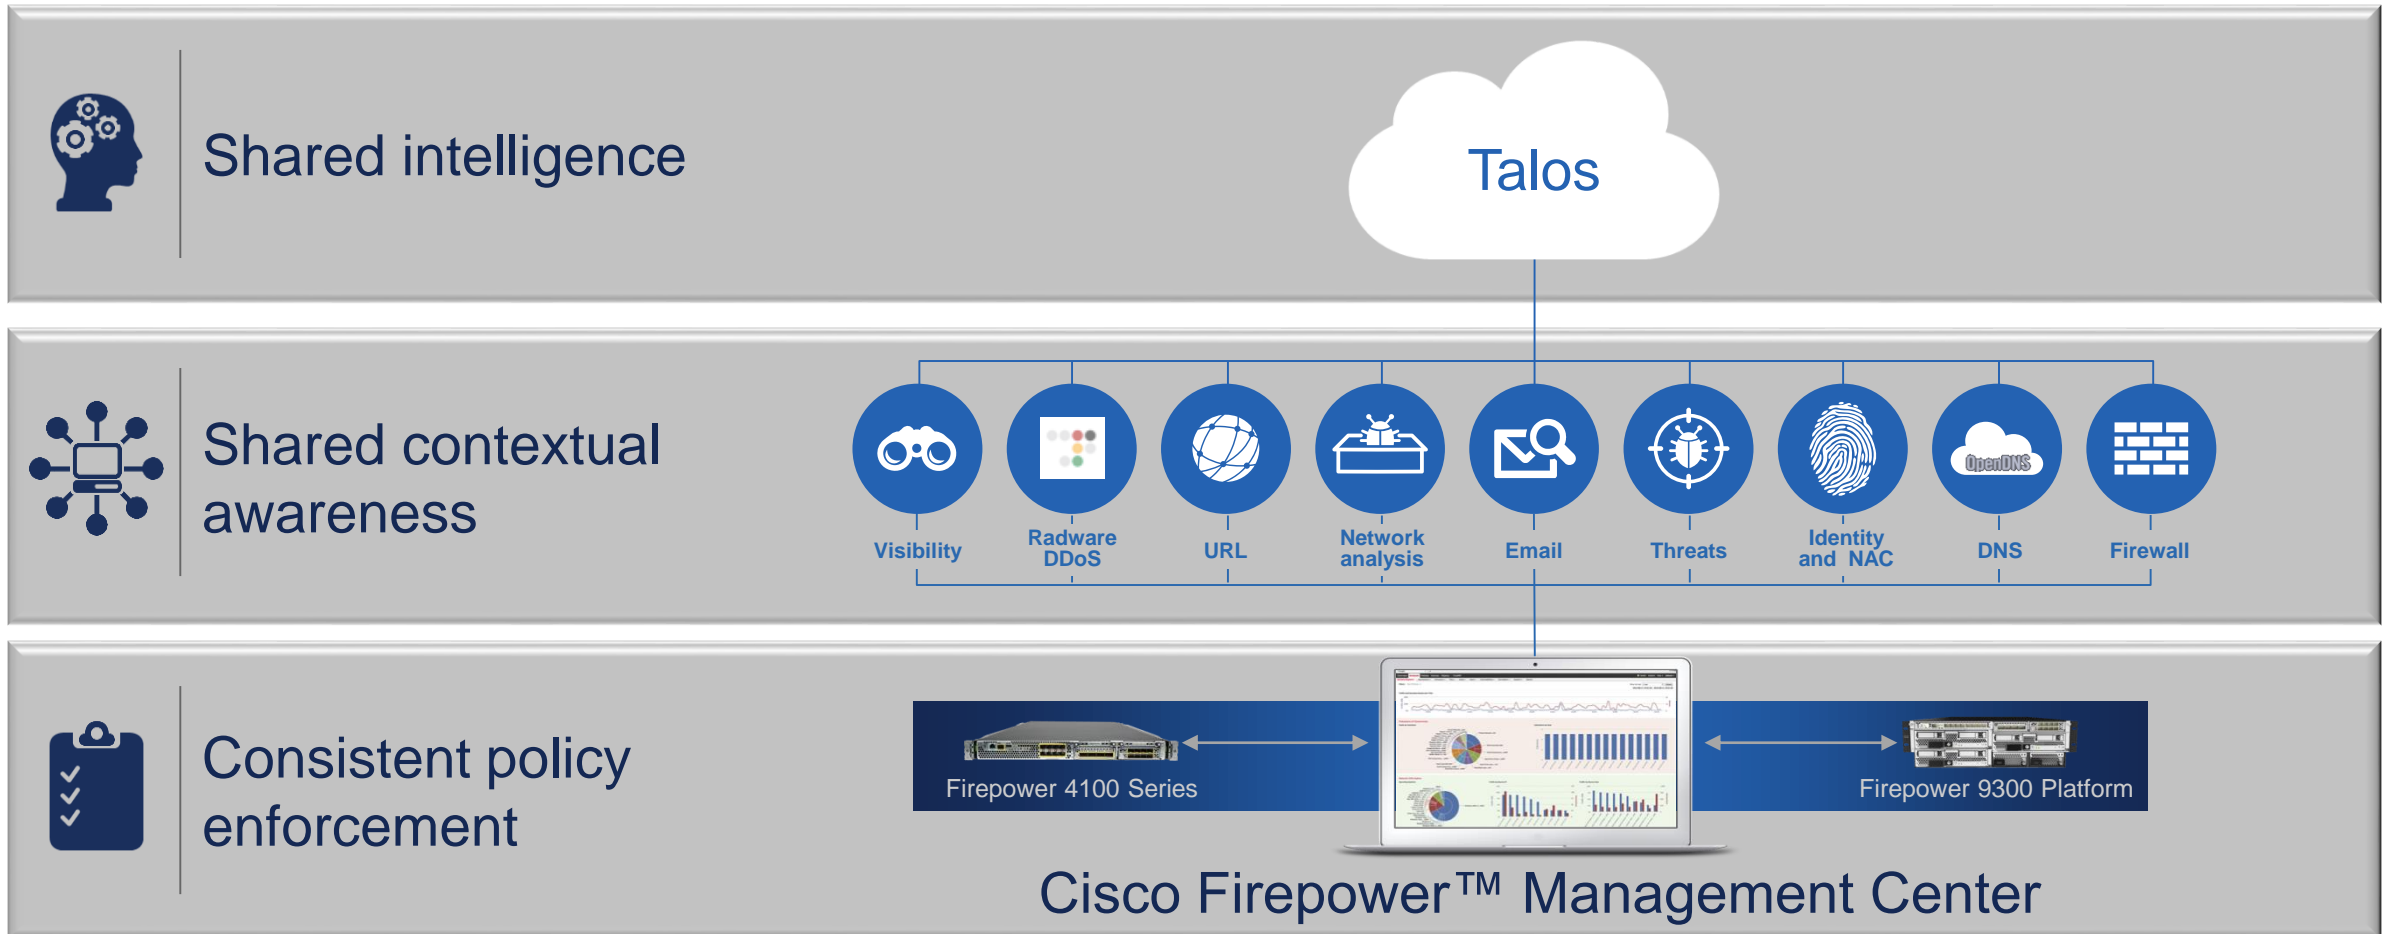 Shared intelligence
Talos
Shared contextual
awareness
OpenDNS
Visibility
Radware
DDoS
URL
Network
analysis
Email
Threats
Identity
and NAC
DNS
Firewall
Consistent policy
enforcement
Firepower 4100 Series
Firepower 9300 Platform
Cisco Firepower™ Management Center